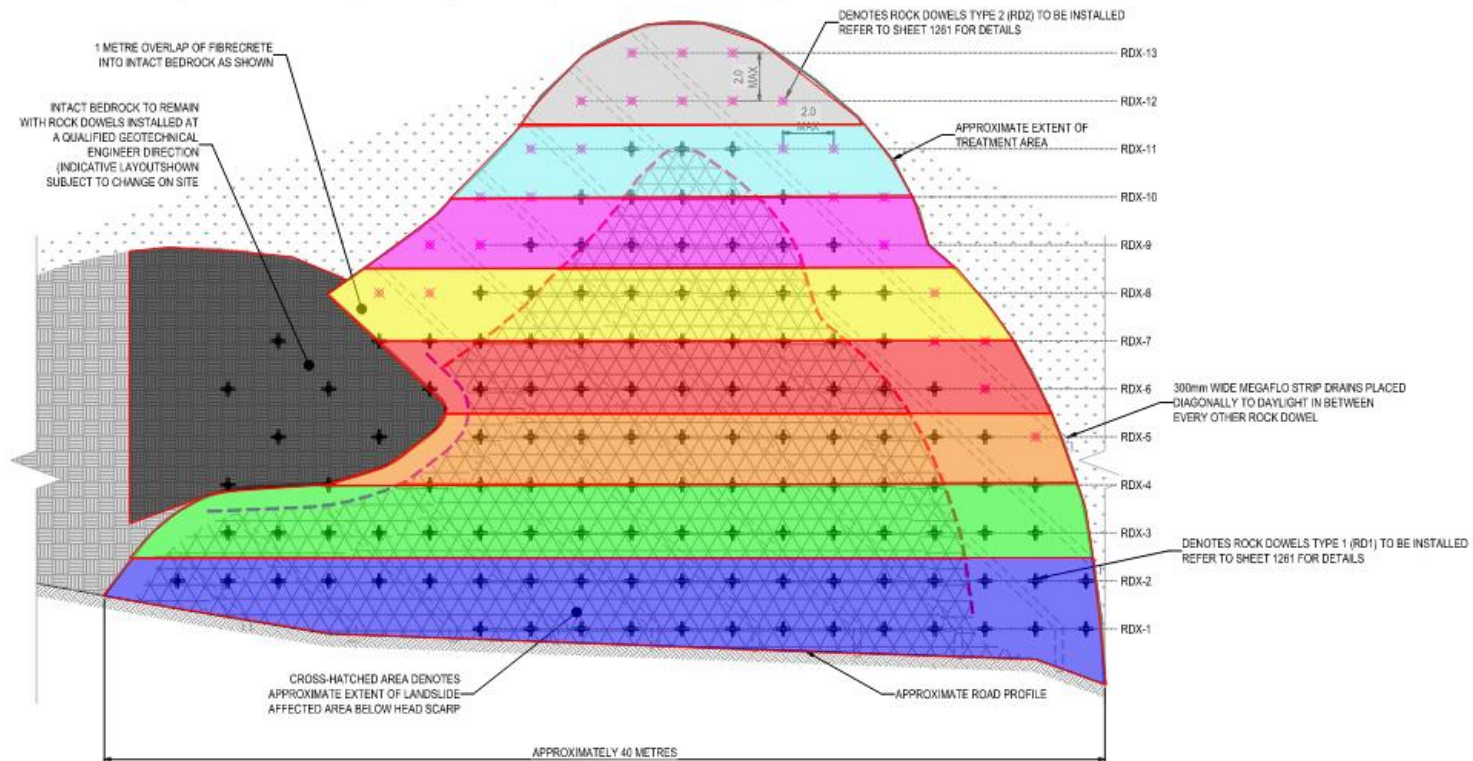 DENOTES ROCK DOWELS TYPE 2 (RD2) TO BE INSTALLED
REFER TO SHEET 1261 FOR DETAILS
1 METRE OVERLAP OF FIBRECRETE
INTO INTACT BEDROCK AS SHOWN
INTACT BEDROCK TO REMAIN
WITH ROCK DOWELS INSTALLED AT
A QUALIFIED GEOTECHNICAL
ENGINEER DIRECTION
(INDICATIVE LAYOUTSHOWN
SUBJECT TO CHANGE ON SITE
2.0
MAX
2.0
MAX
APPROXIMATE EXTENT OF
TREATMENT AREA
RDX-13
RDX-12
RDX-11
RDX-10
RDX-9
RDX-8
RDX-7
RDX-6
RDX-5
RDX-4
RDX-3
RDX-2
RDX-1
300mm WIDE MEGAFLO STRIP DRAINS PLACED
DIAGONALLY TO DAYLIGHT IN BETWEEN
EVERY OTHER ROCK DOWEL
DENOTES ROCK DOWELS TYPE 1 (RD1) TO BE INSTALLED
REFER TO SHEET 1261 FOR DETAILS
CROSS-HATCHED AREA DENOTES
APPROXIMATE EXTENT OF LANDSLIDE
AFFECTED AREA BELOW HEAD SCARP
APPROXIMATE ROAD PROFILE
APPROXIMATELY 40 METRES